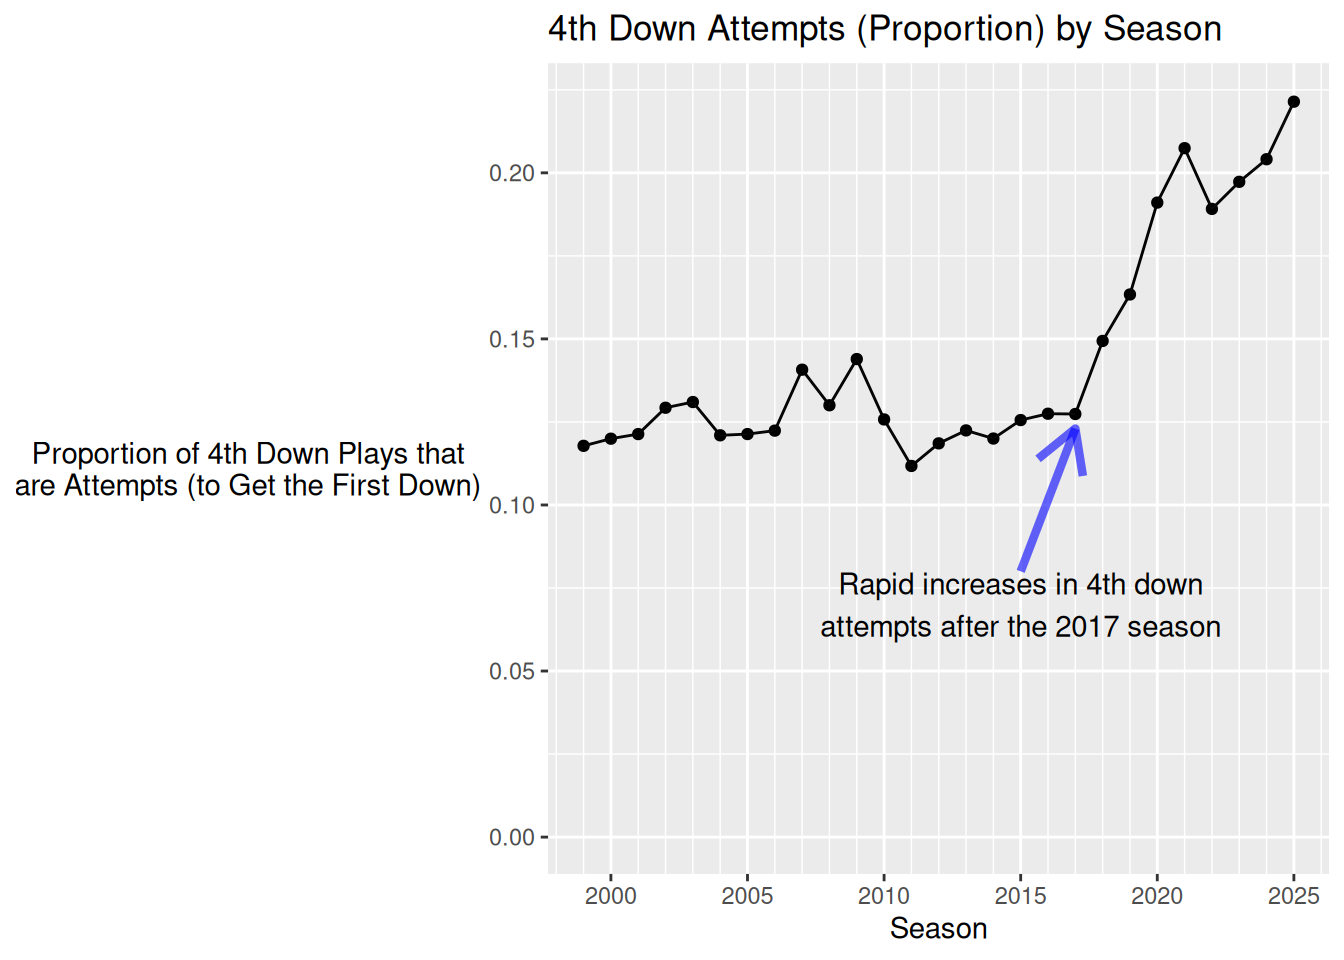 4th Down Attempts (Proportion) by Season
0.20
0.15
Proportion of 4th Down Plays that
are Attempts (to Get the First Down)
0.10
Rapid increases in 4th down
attempts after the 2017 season
0.05
0.00
2000 2005 2010 2015 2020 2025
Season